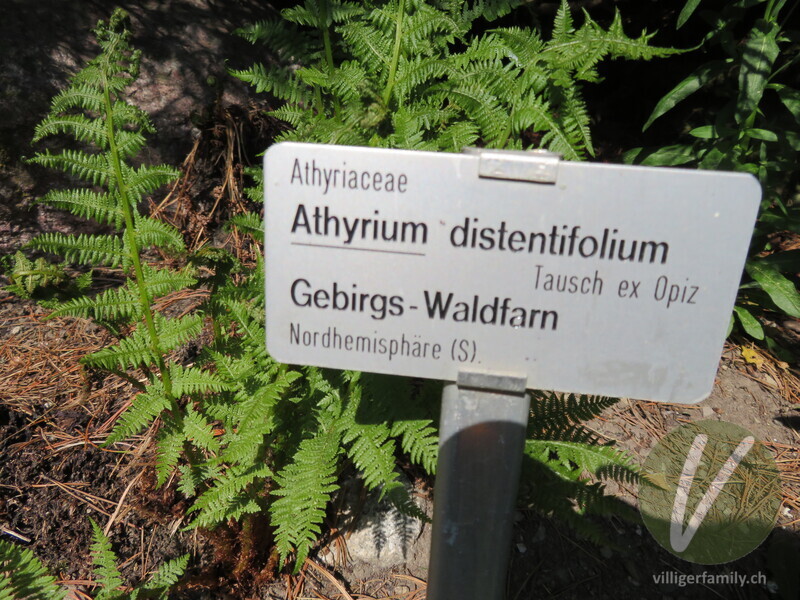 Athyriaceae
Athyrium distentifolium
Tausch ex Opiz
Gebirgs-Waldfarn
Nordhemisphäre (S).
V
villigerfamily.ch